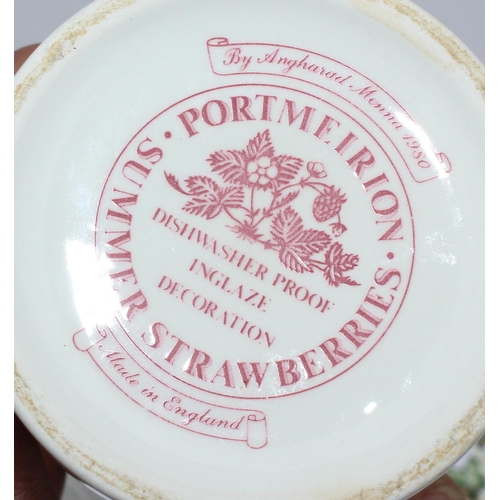 By Angharad Menna 1980
· PORTMEIRION ·
SUMMER STRAWBERRIES
DISHWASHER PROOF
INGLAZE
DECORATION
Made in England